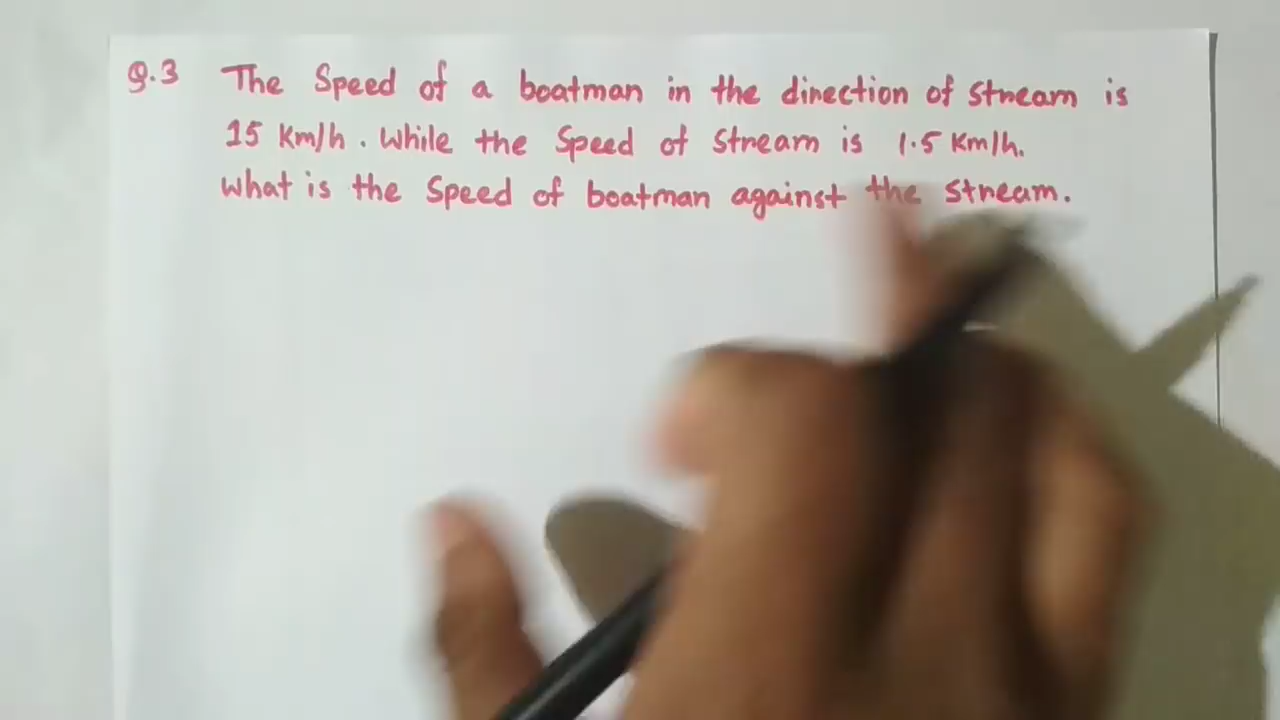 Q.3 The Speed of a boatman in the direction of Stream is
15 Km/h. While the Speed of Stream is 1.5 Km/h.
What is the Speed of boatman against the Stream.